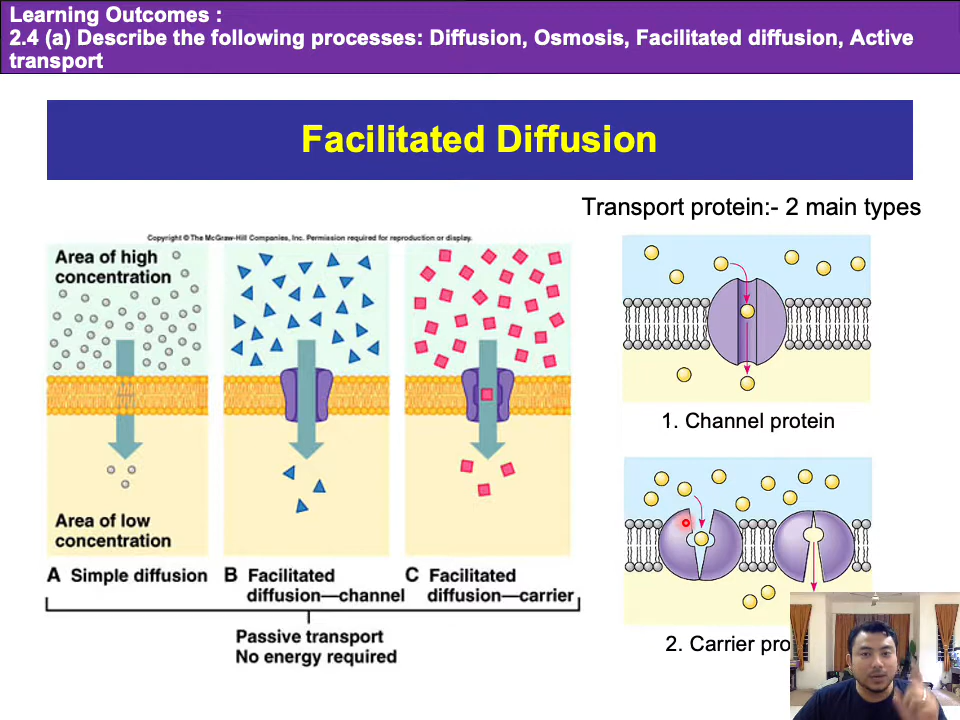 Learning Outcomes :
2.4 (a) Describe the following processes: Diffusion, Osmosis, Facilitated diffusion, Active
transport
Facilitated Diffusion
Transport protein:- 2 main types
Copyright © The McGraw-Hill Companies, Inc. Permission required for reproduction or display.
Area of high
concentration
Area of low
concentration
A Simple diffusion
B Facilitated
diffusion—channel
C Facilitated
diffusion—carrier
Passive transport
No energy required
1. Channel protein
2. Carrier pro